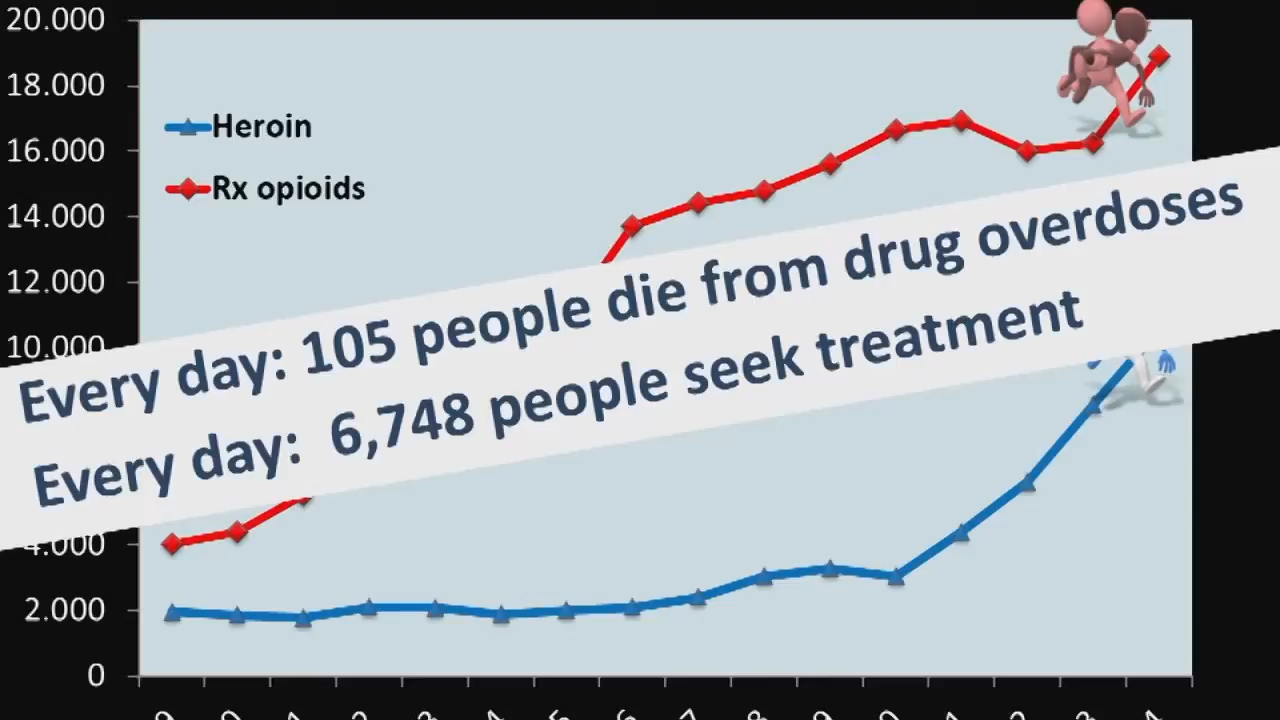 20.000
18.000
16.000
14.000
12.000
10.000
4.000
2.000
0
Heroin
Rx opioids
Every day: 105 people die from drug overdoses
Every day: 6,748 people seek treatment